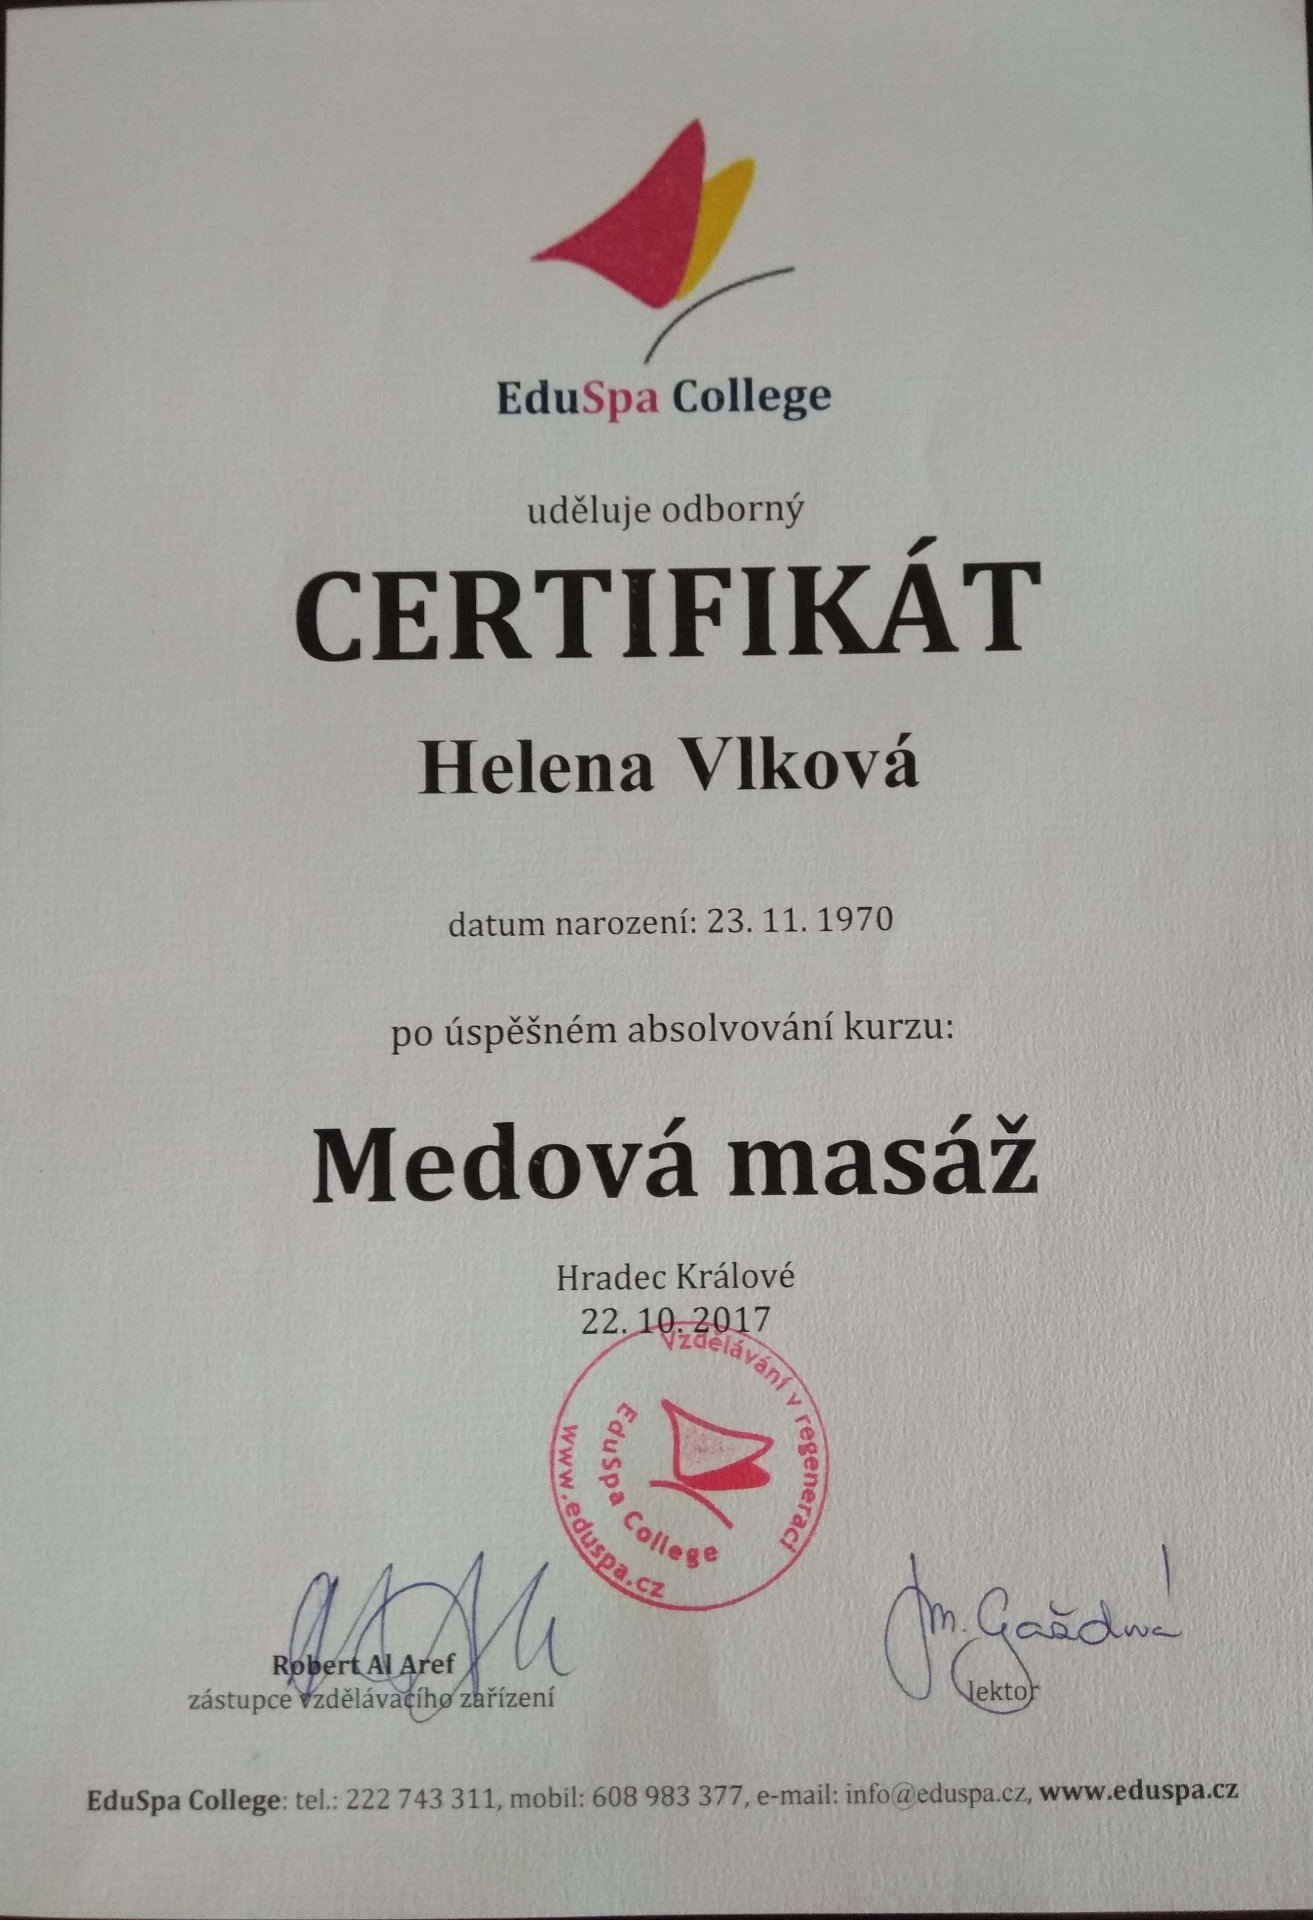 EduSpa College
uděluje odborný
CERTIFIKÁT
Helena Vlková
datum narození: 23. 11. 1970
po úspěšném absolvování kurzu:
Medová masáž
Hradec Králové
22. 10. 2017
Vzdělávání v regeneraci
EduSpa College
www.eduspa.cz
Robert Al Aref
zástupce vzdělávacího zařízení
lektor
EduSpa College: tel.: 222 743 311, mobil: 608 983 377, e-mail: info@eduspa.cz, www.eduspa.cz